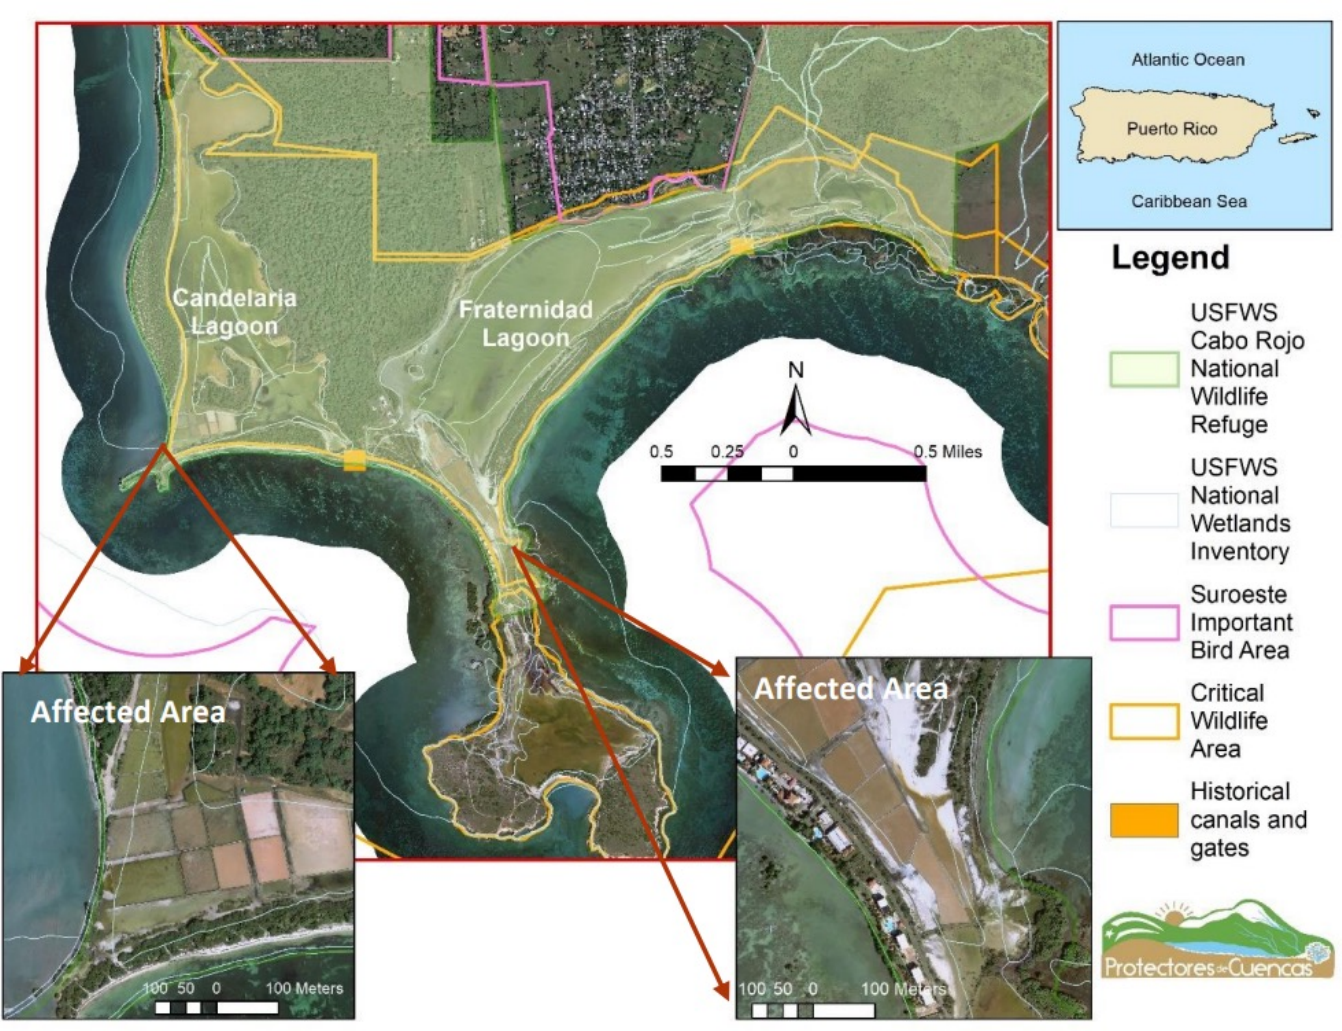 Atlantic Ocean
Puerto Rico
Caribbean Sea
Candelaria
Lagoon
Fraternidad
Lagoon
N
0.5 0.25 0 0.5 Miles
Legend
USFWS
Cabo Rojo
National
Wildlife
Refuge
USFWS
National
Wetlands
Inventory
Suroeste
Important
Bird Area
Critical
Wildlife
Area
Historical
canals and
gates
Affected Area
100 50 0 100 Meters
Affected Area
100 50 0 100 Meters
Protectores de Cuencas